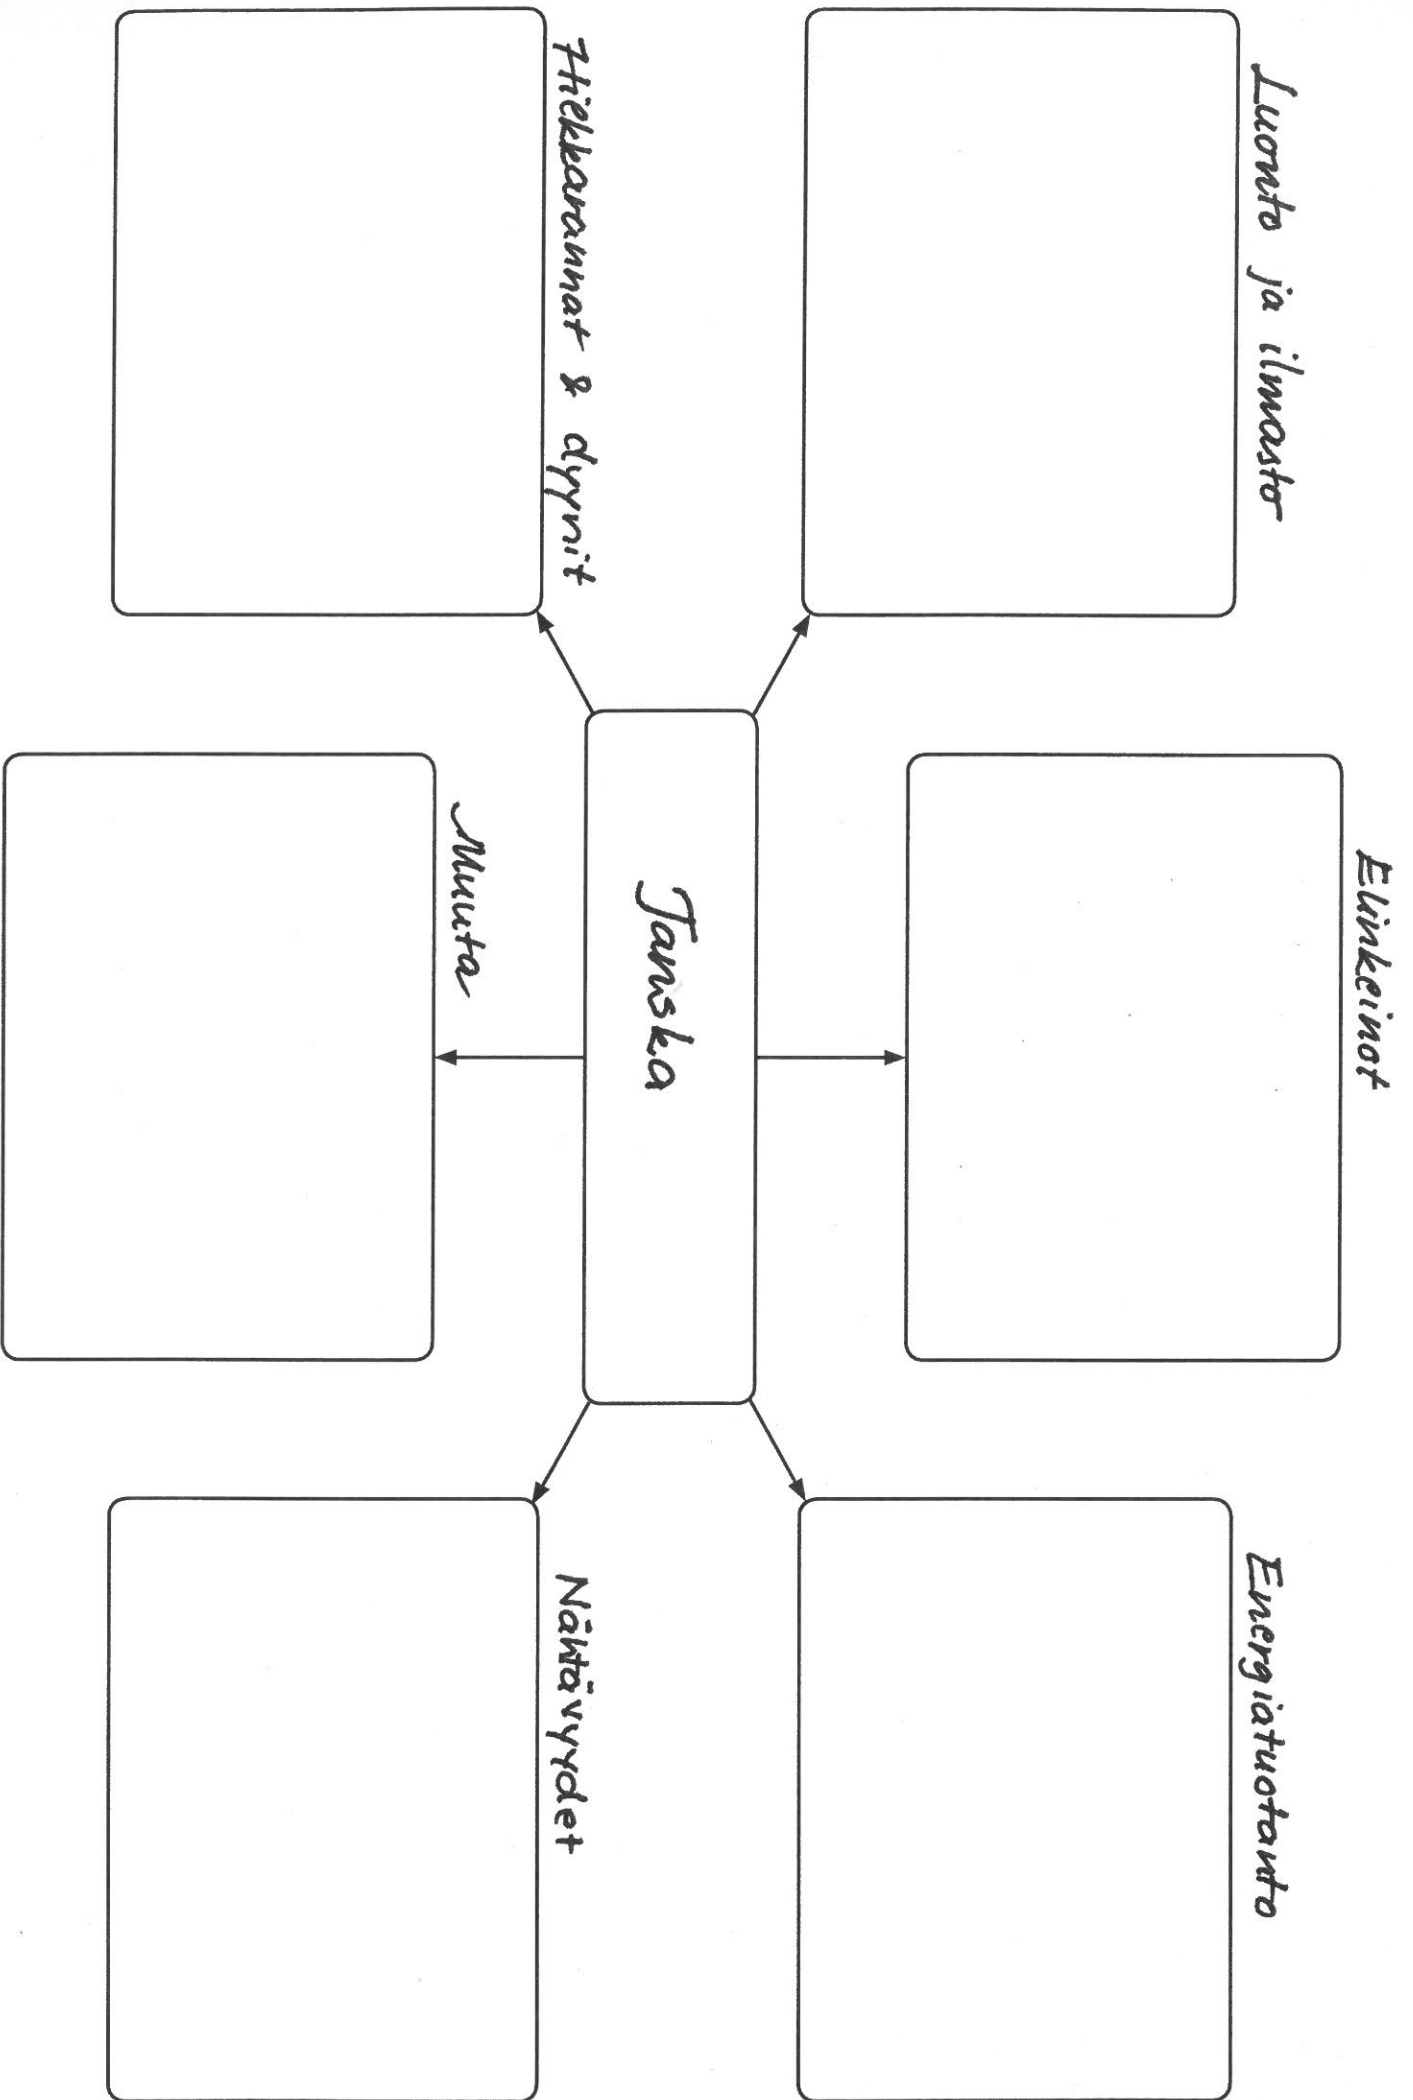 Luonto ja ilmasto
Elinkeinot
Energiatuotanto
Tanska
Hiekkarannat & dyynit
Muuta
Nähtävyydet